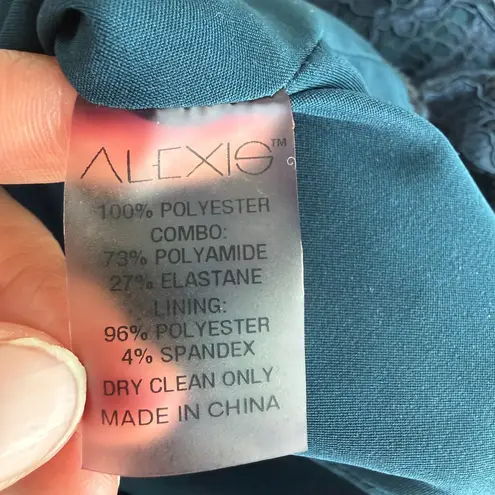 ALEXIS™
100% POLYESTER
COMBO:
73% POLYAMIDE
27% ELASTANE
LINING:
96% POLYESTER
4% SPANDEX
DRY CLEAN ONLY
MADE IN CHINA